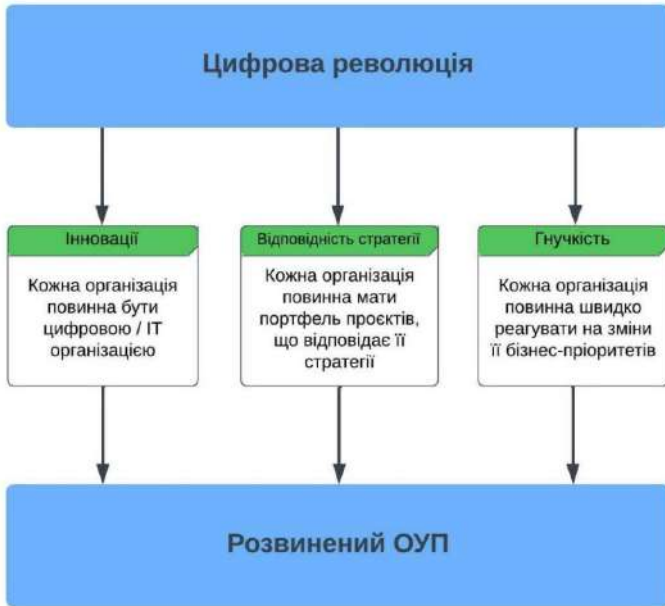 Цифрова революція
Інновації
Кожна організація
повинна бути
цифровою / ІТ
організацією
Відповідність стратегії
Кожна організація
повинна мати
портфель проєктів,
що відповідає її
стратегії
Гнучкість
Кожна організація
повинна швидко
реагувати на зміни
її бізнес-пріоритетів
Розвинений ОУП